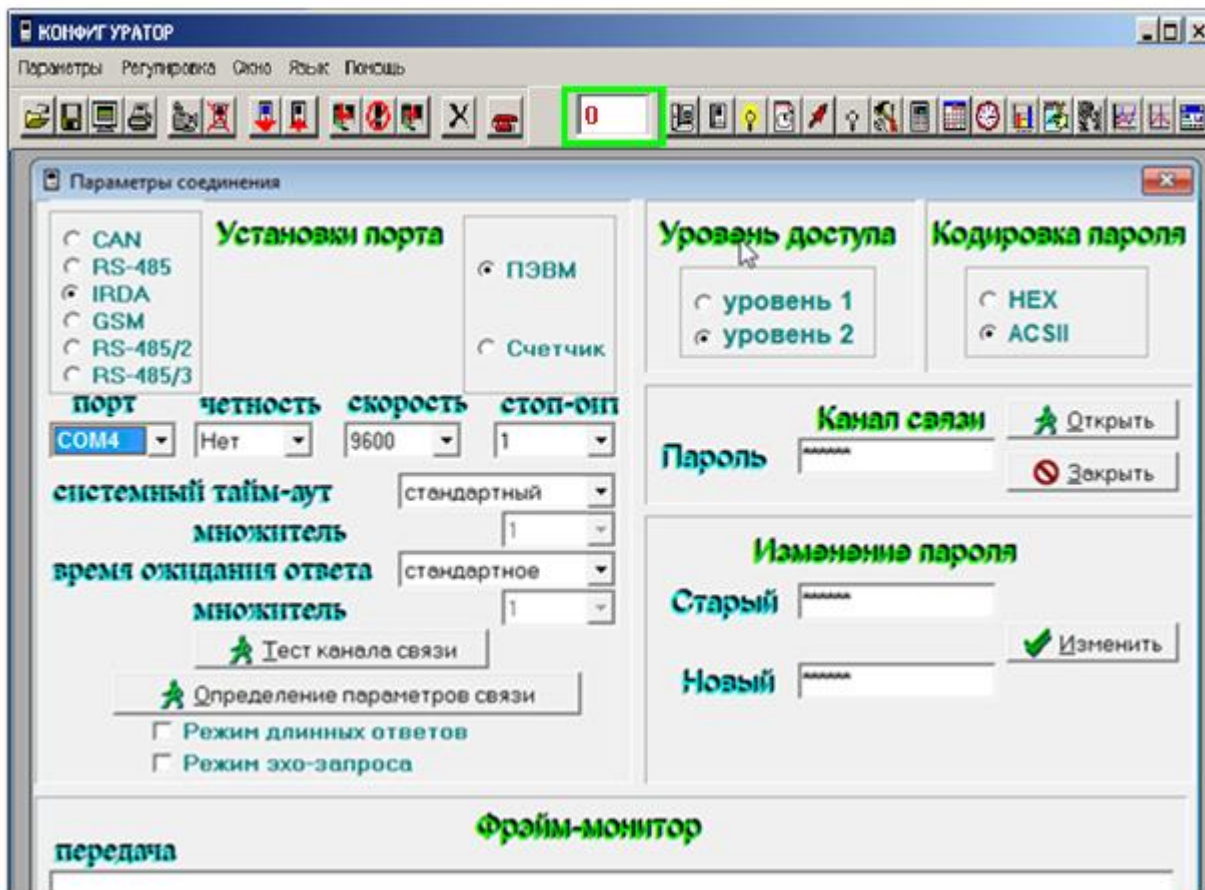 КОНФИГУРАТОР
Параметры Регулировка Окно Язык Помощь
0
Параметры соединения
CAN
RS-485
IRDA
GSM
RS-485/2
RS-485/3
Установки порта
ПЭВМ
Счетчик
порт четность скорость стоп-бит
COM4 Нет 9600 1
системный тайм-аут стандартный
множитель 1
время ожидания ответа стандартное
множитель 1
Тест канала связи
Определение параметров связи
Режим длинных ответов
Режим эхо-запроса
Уровень доступа
уровень 1
уровень 2
Кодировка пароля
HEX
ACSII
Канал связи
Пароль ******
Открыть
Закрыть
Изменение пароля
Старый ******
Новый ******
Изменить
Фрэйм-монитор
передача